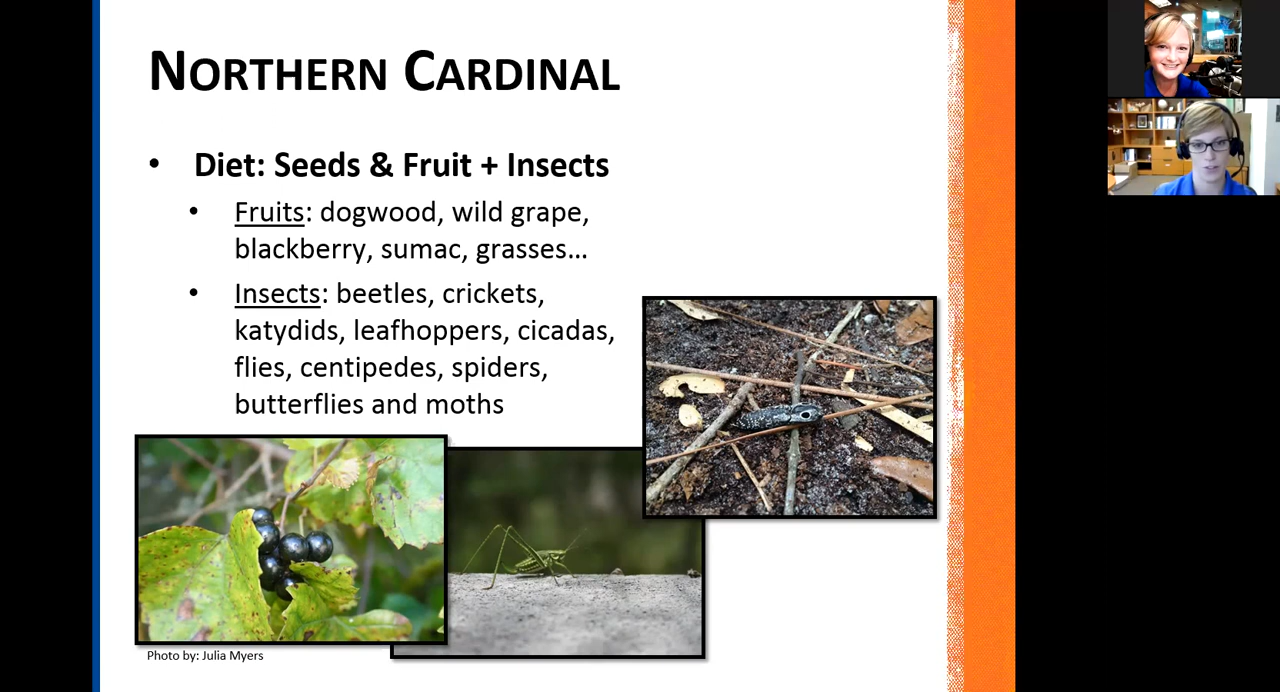 NORTHERN CARDINAL
• Diet: Seeds & Fruit + Insects
• Fruits: dogwood, wild grape,
blackberry, sumac, grasses...
• Insects: beetles, crickets,
katydids, leafhoppers, cicadas,
flies, centipedes, spiders,
butterflies and moths
Photo by: Julia Myers